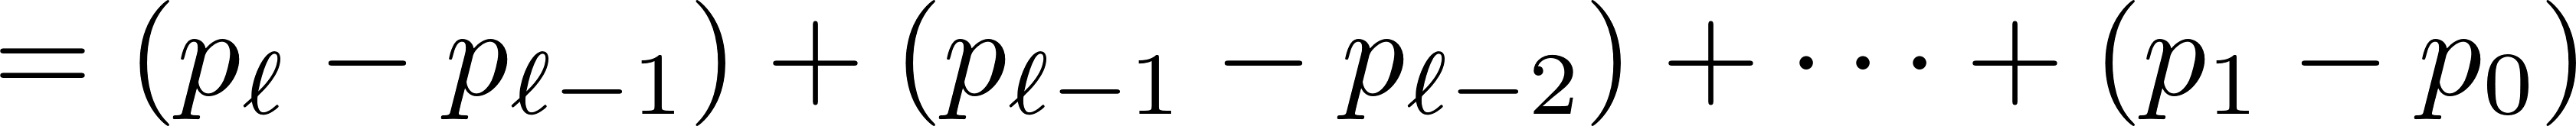 = (p_ℓ − p_{ℓ−1}) + (p_{ℓ−1} − p_{ℓ−2}) + ⋯ + (p_1 − p_0)